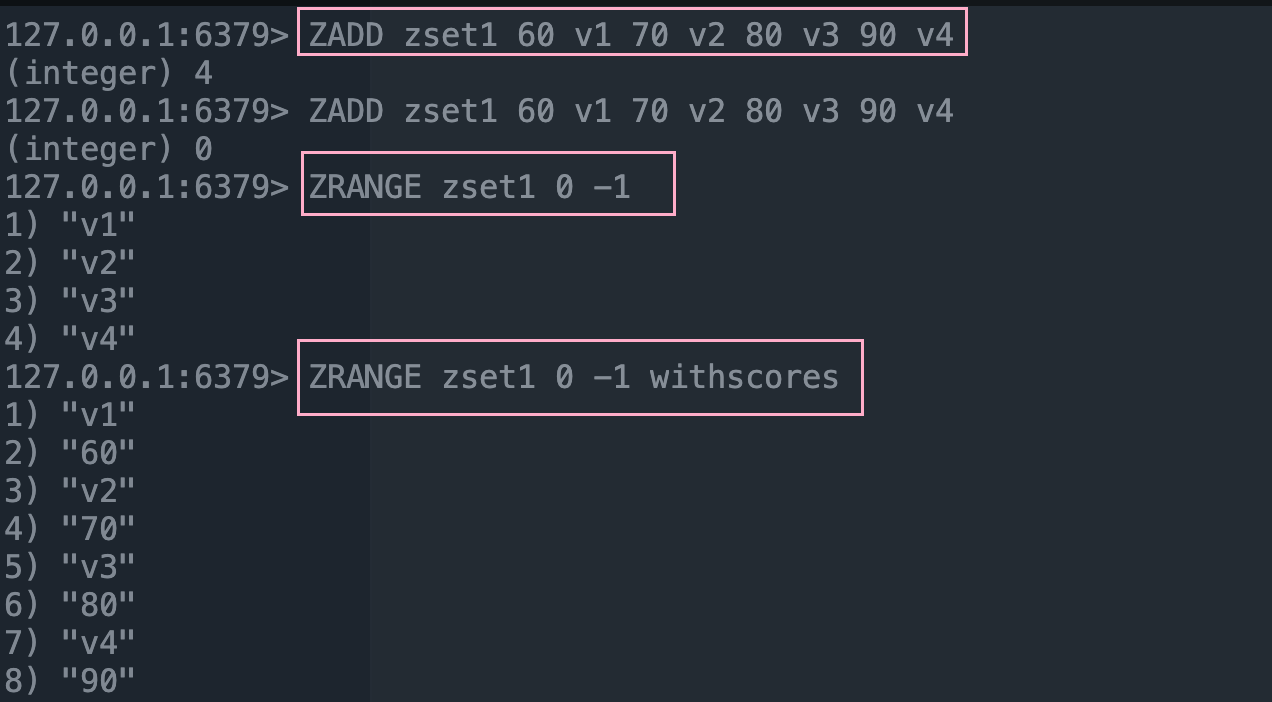 127.0.0.1:6379> ZADD zset1 60 v1 70 v2 80 v3 90 v4
(integer) 4
127.0.0.1:6379> ZADD zset1 60 v1 70 v2 80 v3 90 v4
(integer) 0
127.0.0.1:6379> ZRANGE zset1 0 -1
1) "v1"
2) "v2"
3) "v3"
4) "v4"
127.0.0.1:6379> ZRANGE zset1 0 -1 withscores
1) "v1"
2) "60"
3) "v2"
4) "70"
5) "v3"
6) "80"
7) "v4"
8) "90"